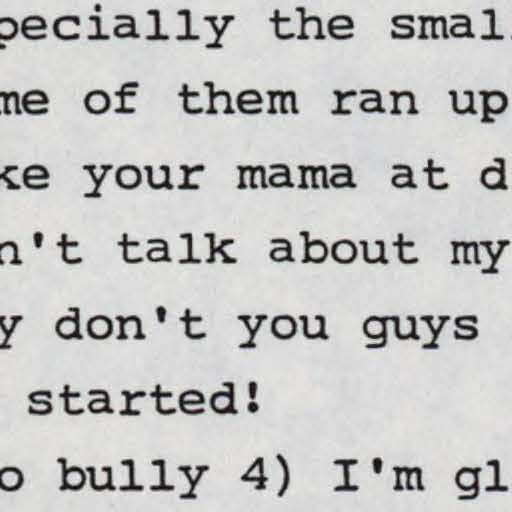 pecially the smal
me of them ran up
ke your mama at d
n't talk about my
y don't you guys
started!
o bully 4) I'm gl